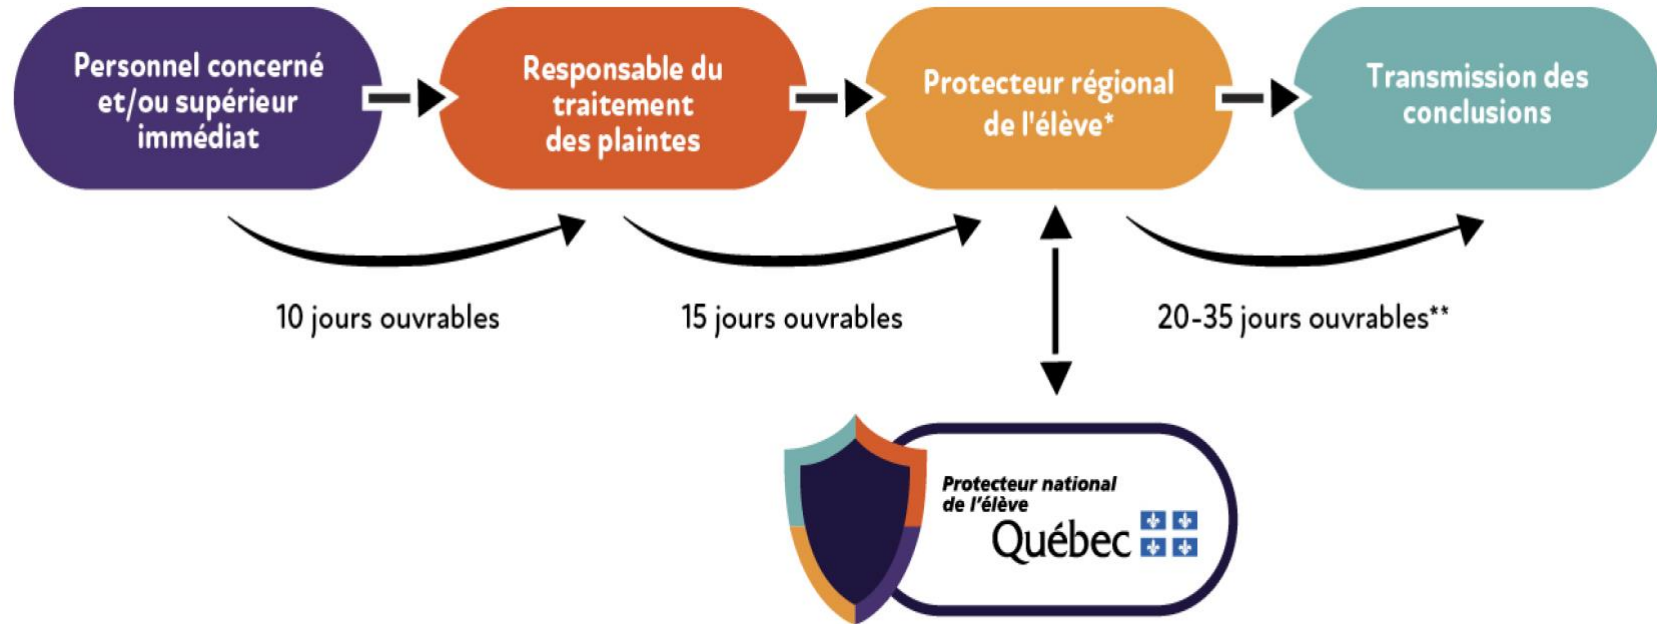 Personnel concerné
et/ou supérieur
immédiat
Responsable du
traitement
des plaintes
Protecteur régional
de l'élève*
Transmission des
conclusions
10 jours ouvrables
15 jours ouvrables
20-35 jours ouvrables**
Protecteur national
de l'élève
Québec